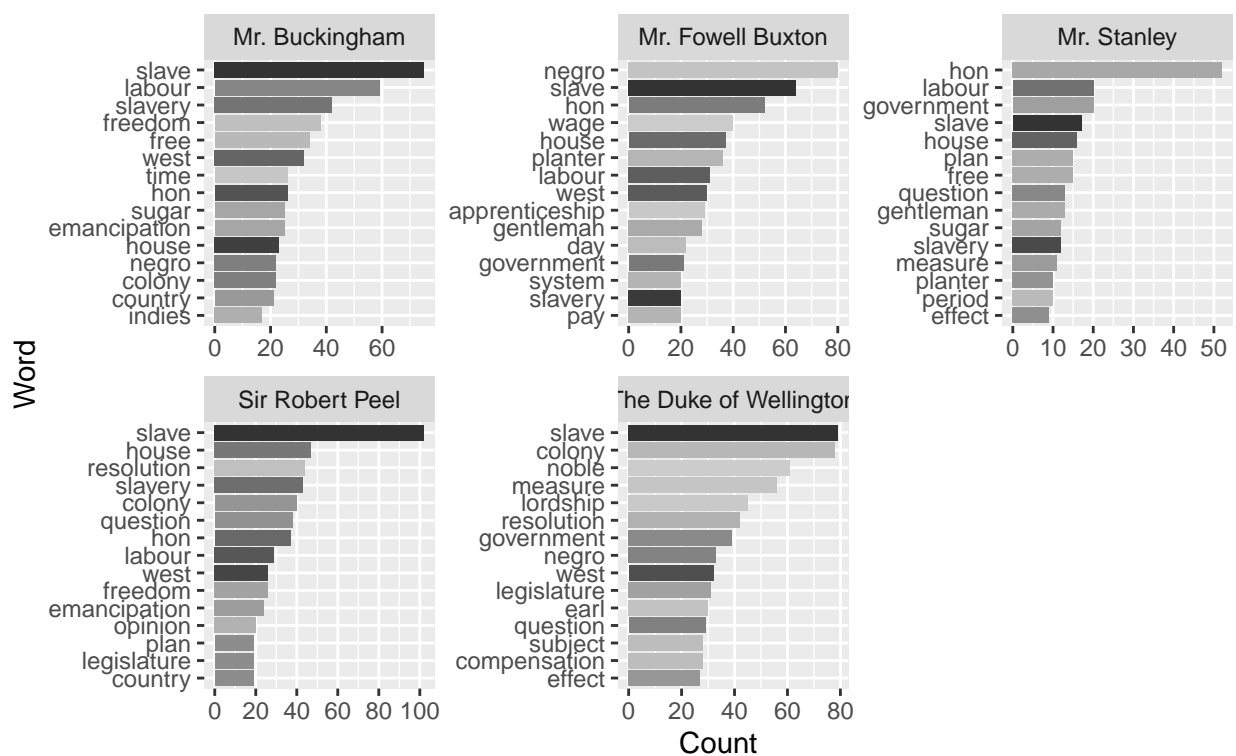 Mr. Buckingham
slave
labour
slavery
freedom
free
west
time
hon
sugar
emancipation
house
negro
colony
country
indies
0 20 40 60
Mr. Fowell Buxton
negro
slave
hon
wage
house
planter
labour
west
apprenticeship
gentleman
day
government
system
slavery
pay
0 20 40 60 80
Mr. Stanley
hon
labour
government
slave
house
plan
free
question
gentleman
sugar
slavery
measure
planter
period
effect
0 10 20 30 40 50
Word
Sir Robert Peel
slave
house
resolution
slavery
colony
question
hon
labour
west
freedom
emancipation
opinion
plan
legislature
country
0 20 40 60 80 100
The Duke of Wellington
slave
colony
noble
measure
lordship
resolution
government
negro
west
legislature
earl
question
subject
compensation
effect
0 20 40 60 80
Count